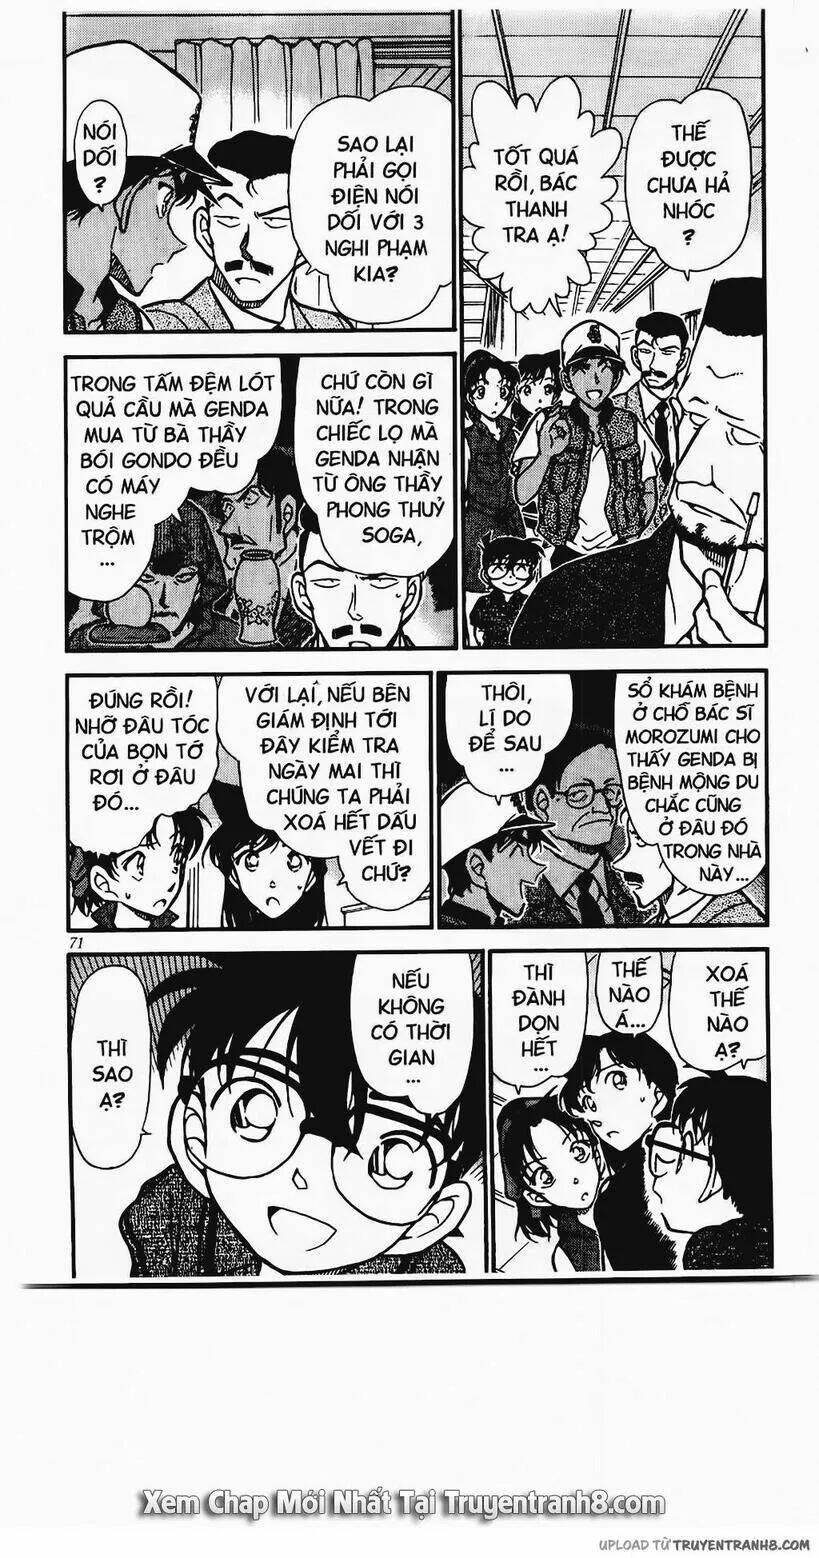 THẾ
ĐƯỢC
CHƯA HẢ
NHÓC
?
TỐT QUÁ
RỒI, BÁC
THANH
TRA Ạ!
SAO LẠI
PHẢI GỌI
ĐIỆN NÓI
DỐI VỚI 3
NGHI PHẠM
KIA?
NÓI
DỐI
?
CHỨ CÒN GÌ
NỮA! TRONG
CHIẾC LỌ MÀ
GENDA NHẬN
TỪ ÔNG THẦY
PHONG THUỶ
SOGA,
TRONG TẤM ĐỆM LÓT
QUẢ CẦU MÀ GENDA
MUA TỪ BÀ THẦY
BÓI GONDO ĐỀU
CÓ MÁY
NGHE
TRỘM
...
SỔ KHÁM BỆNH
Ở CHỖ BÁC SĨ
MOROZUMI CHO
THẤY GENDA BỊ
BỆNH MỘNG DU
CHẮC CŨNG
Ở ĐÂU ĐÓ
TRONG NHÀ
NÀY...
THÔI,
LÍ DO
ĐỂ SAU
...
VỚI LẠI, NẾU BÊN
GIÁM ĐỊNH TỚI
ĐÂY KIỂM TRA
NGÀY MAI THÌ
CHÚNG TA PHẢI
XOÁ HẾT DẤU
VẾT ĐI
CHỨ?
ĐÚNG RỒI!
NHỠ ĐÂU TÓC
CỦA BỌN TỚ
RƠI Ở ĐÂU
ĐÓ...
71
XOÁ
THẾ
NÀO
Ạ?
THẾ
NÀO
Á...
THÌ
ĐÀNH
DỌN
HẾT...
NẾU
KHÔNG
CÓ THỜI
GIAN
...
THÌ
SAO
Ạ?
Xem Chap Mới Nhất Tại Truyentranh8.com
UPLOAD TỪ TRUYENTRANH8.COM